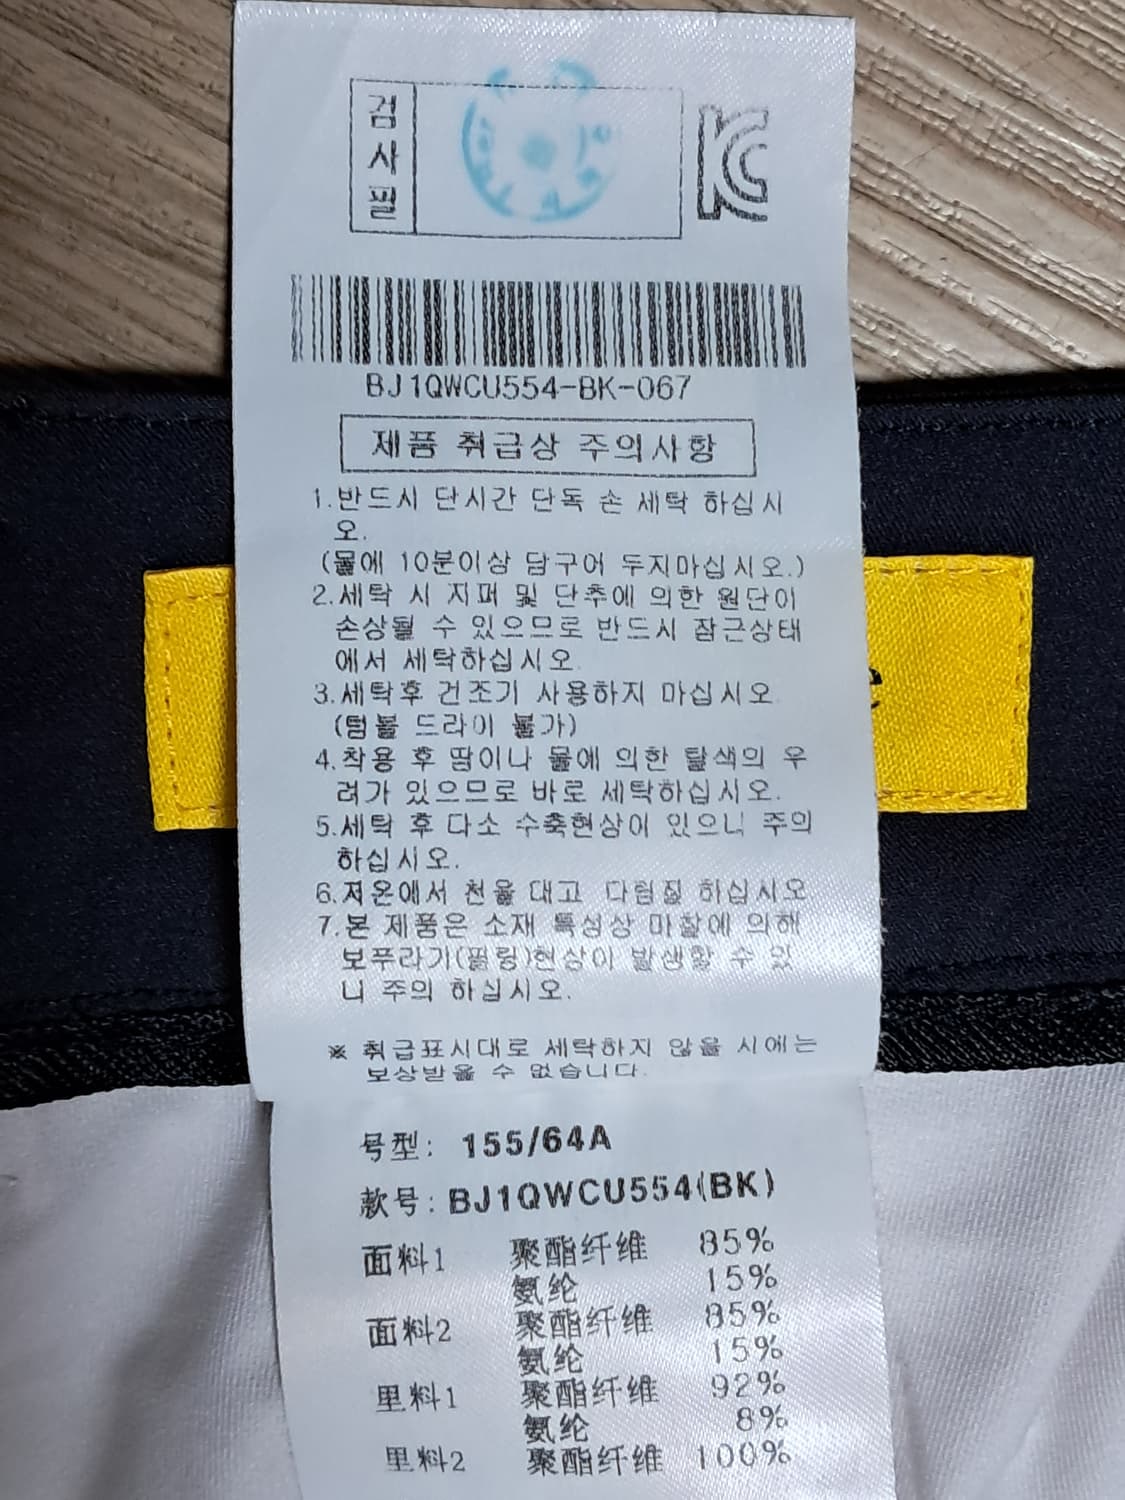 검사필
KC
BJ1QWCU554-BK-067
제품 취급상 주의사항
1.반드시 단시간 단독 손 세탁 하십시
오.
(물에 10분이상 담구어 두지마십시오.)
2.세탁 시 지퍼 및 단추에 의한 원단이
손상될 수 있으므로 반드시 잠근상태
에서 세탁하십시오.
3.세탁후 건조기 사용하지 마십시오.
(텀블 드라이 불가)
4.착용 후 땀이나 물에 의한 탈색의 우
려가 있으므로 바로 세탁하십시오.
5.세탁 후 다소 수축현상이 있으니 주의
하십시오.
6.저온에서 천을 대고 다림질 하십시오
7.본 제품은 소재 특성상 마찰에 의해
보푸라기(필링)현상이 발생할 수 있
니 주의 하십시오.
※ 취급표시대로 세탁하지 않을 시에는
보상받을 수 없습니다.
e
号型: 155/64A
款号: BJ1QWCU554(BK)
面料1 聚酯纤维 85%
氨纶 15%
面料2 聚酯纤维 85%
氨纶 15%
里料1 聚酯纤维 92%
氨纶 8%
里料2 聚酯纤维 100%